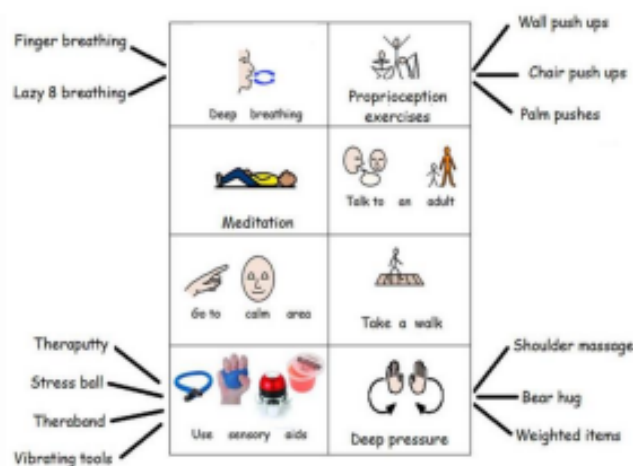 Finger breathing
Lazy 8 breathing
Deep breathing
Proprioception
exercises
Wall push ups
Chair push ups
Palm pushes
Meditation
Talk to an adult
Go to calm area
Take a walk
Theraputty
Stress ball
Theraband
Vibrating tools
Use sensory aids
Deep pressure
Shoulder massage
Bear hug
Weighted items